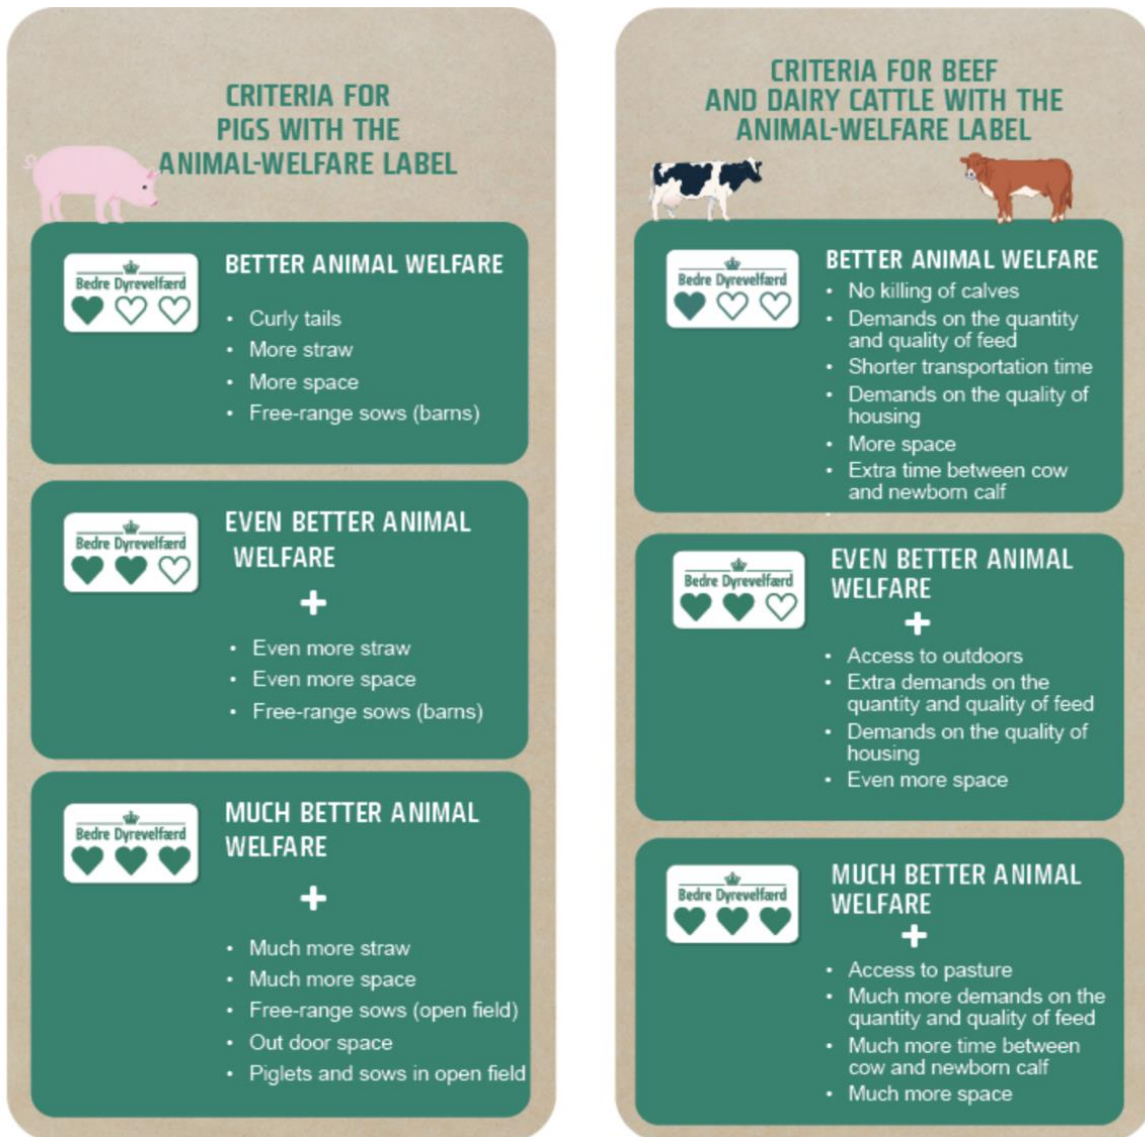 CRITERIA FOR
PIGS WITH THE
ANIMAL-WELFARE LABEL
Bedre Dyrevelfærd
BETTER ANIMAL WELFARE
• Curly tails
• More straw
• More space
• Free-range sows (barns)
Bedre Dyrevelfærd
EVEN BETTER ANIMAL
WELFARE
+
• Even more straw
• Even more space
• Free-range sows (barns)
Bedre Dyrevelfærd
MUCH BETTER ANIMAL
WELFARE
+
• Much more straw
• Much more space
• Free-range sows (open field)
• Out door space
• Piglets and sows in open field
CRITERIA FOR BEEF
AND DAIRY CATTLE WITH THE
ANIMAL-WELFARE LABEL
Bedre Dyrevelfærd
BETTER ANIMAL WELFARE
• No killing of calves
• Demands on the quantity
and quality of feed
• Shorter transportation time
• Demands on the quality of
housing
• More space
• Extra time between cow
and newborn calf
Bedre Dyrevelfærd
EVEN BETTER ANIMAL
WELFARE
+
• Access to outdoors
• Extra demands on the
quantity and quality of feed
• Demands on the quality of
housing
• Even more space
Bedre Dyrevelfærd
MUCH BETTER ANIMAL
WELFARE
+
• Access to pasture
• Much more demands on the
quantity and quality of feed
• Much more time between
cow and newborn calf
• Much more space